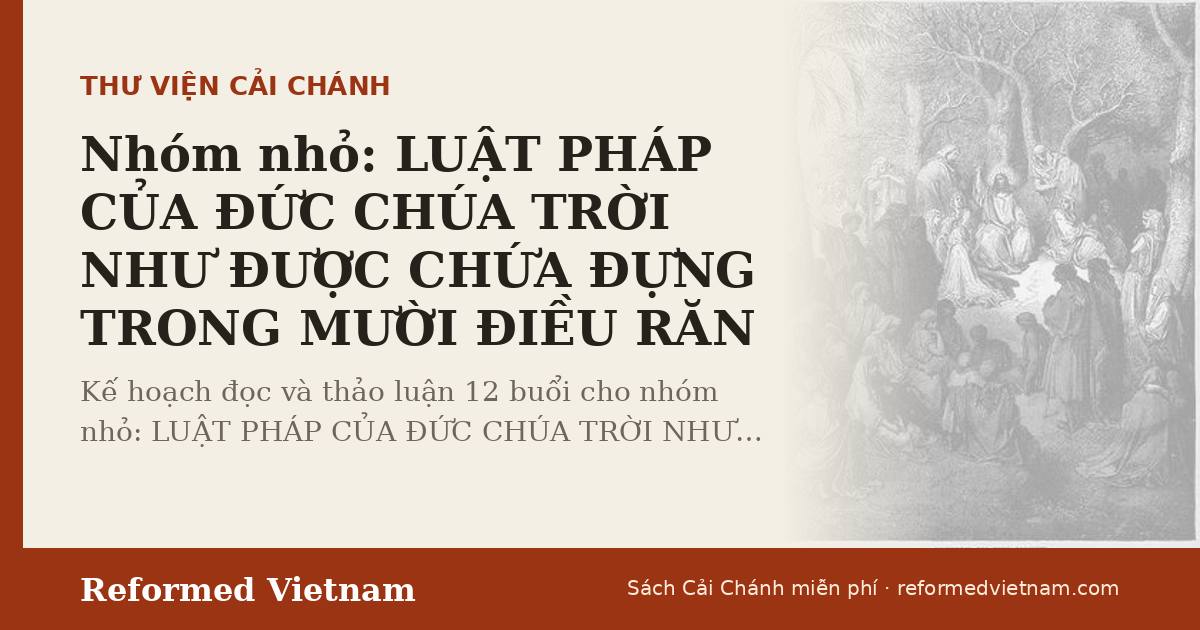 THƯ VIỆN CẢI CHÁNH
Nhóm nhỏ: LUẬT PHÁP
CỦA ĐỨC CHÚA TRỜI
NHƯ ĐƯỢC CHỨA ĐỰNG
TRONG MƯỜI ĐIỀU RĂN
Kế hoạch đọc và thảo luận 12 buổi cho nhóm
nhỏ: LUẬT PHÁP CỦA ĐỨC CHÚA TRỜI NHƯ...
Reformed Vietnam
Sách Cải Chánh miễn phí · reformedvietnam.com